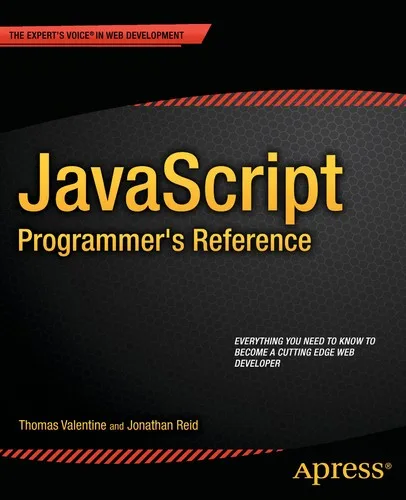 THE EXPERT'S VOICE® IN WEB DEVELOPMENT
JavaScript
Programmer's Reference
EVERYTHING YOU NEED TO KNOW TO
BECOME A CUTTING EDGE WEB
DEVELOPER
Thomas Valentine and Jonathan Reid
Apress®